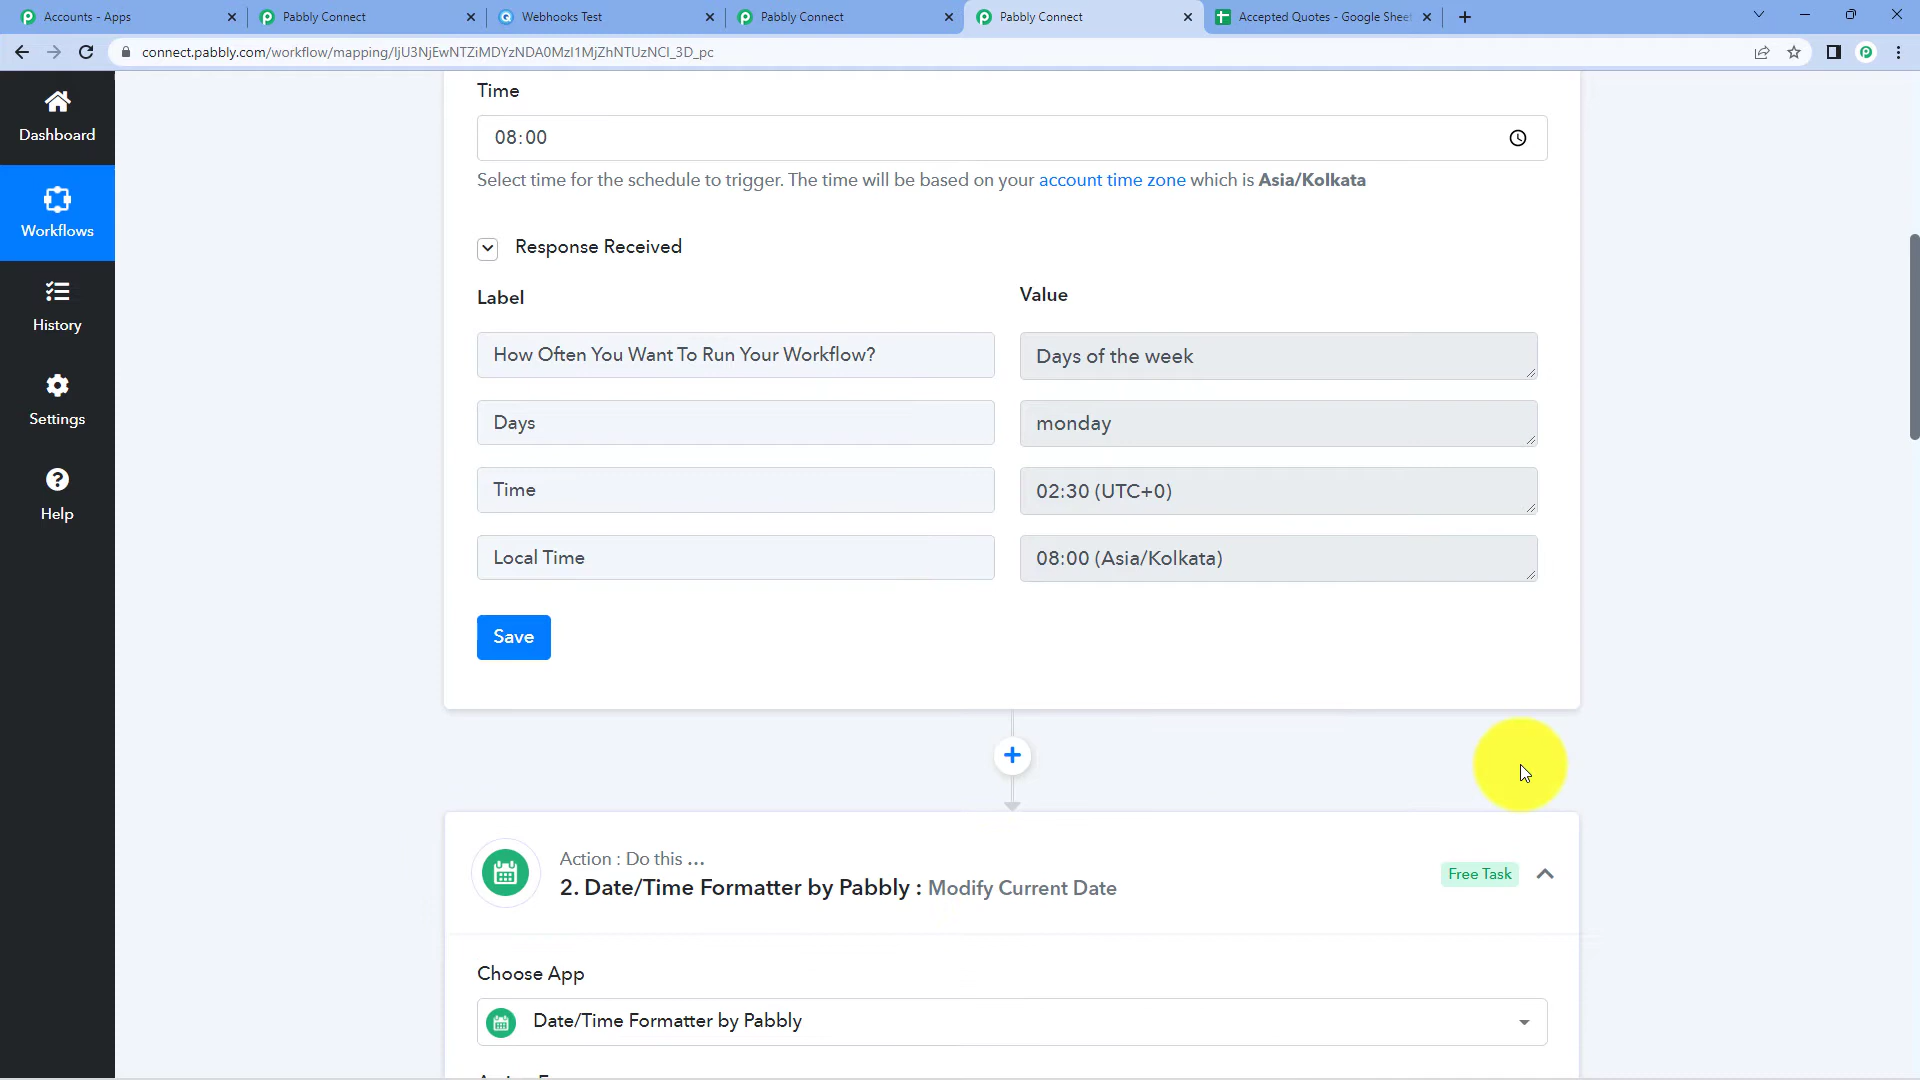 Accounts - Apps
Pabbly Connect
Webhooks Test
Pabbly Connect
Pabbly Connect
Accepted Quotes - Google Sheet
connect.pabbly.com/workflow/mapping/IjU3NjEwNTZiMDYzNDA0MzI1MjZhNTUzNCI_3D_pc
Dashboard
Workflows
History
Settings
Help
Time
08:00
Select time for the schedule to trigger. The time will be based on your account time zone which is Asia/Kolkata
Response Received
Label
Value
How Often You Want To Run Your Workflow?
Days of the week
Days
monday
Time
02:30 (UTC+0)
Local Time
08:00 (Asia/Kolkata)
Save
Action : Do this ...
2. Date/Time Formatter by Pabbly : Modify Current Date
Free Task
Choose App
Date/Time Formatter by Pabbly